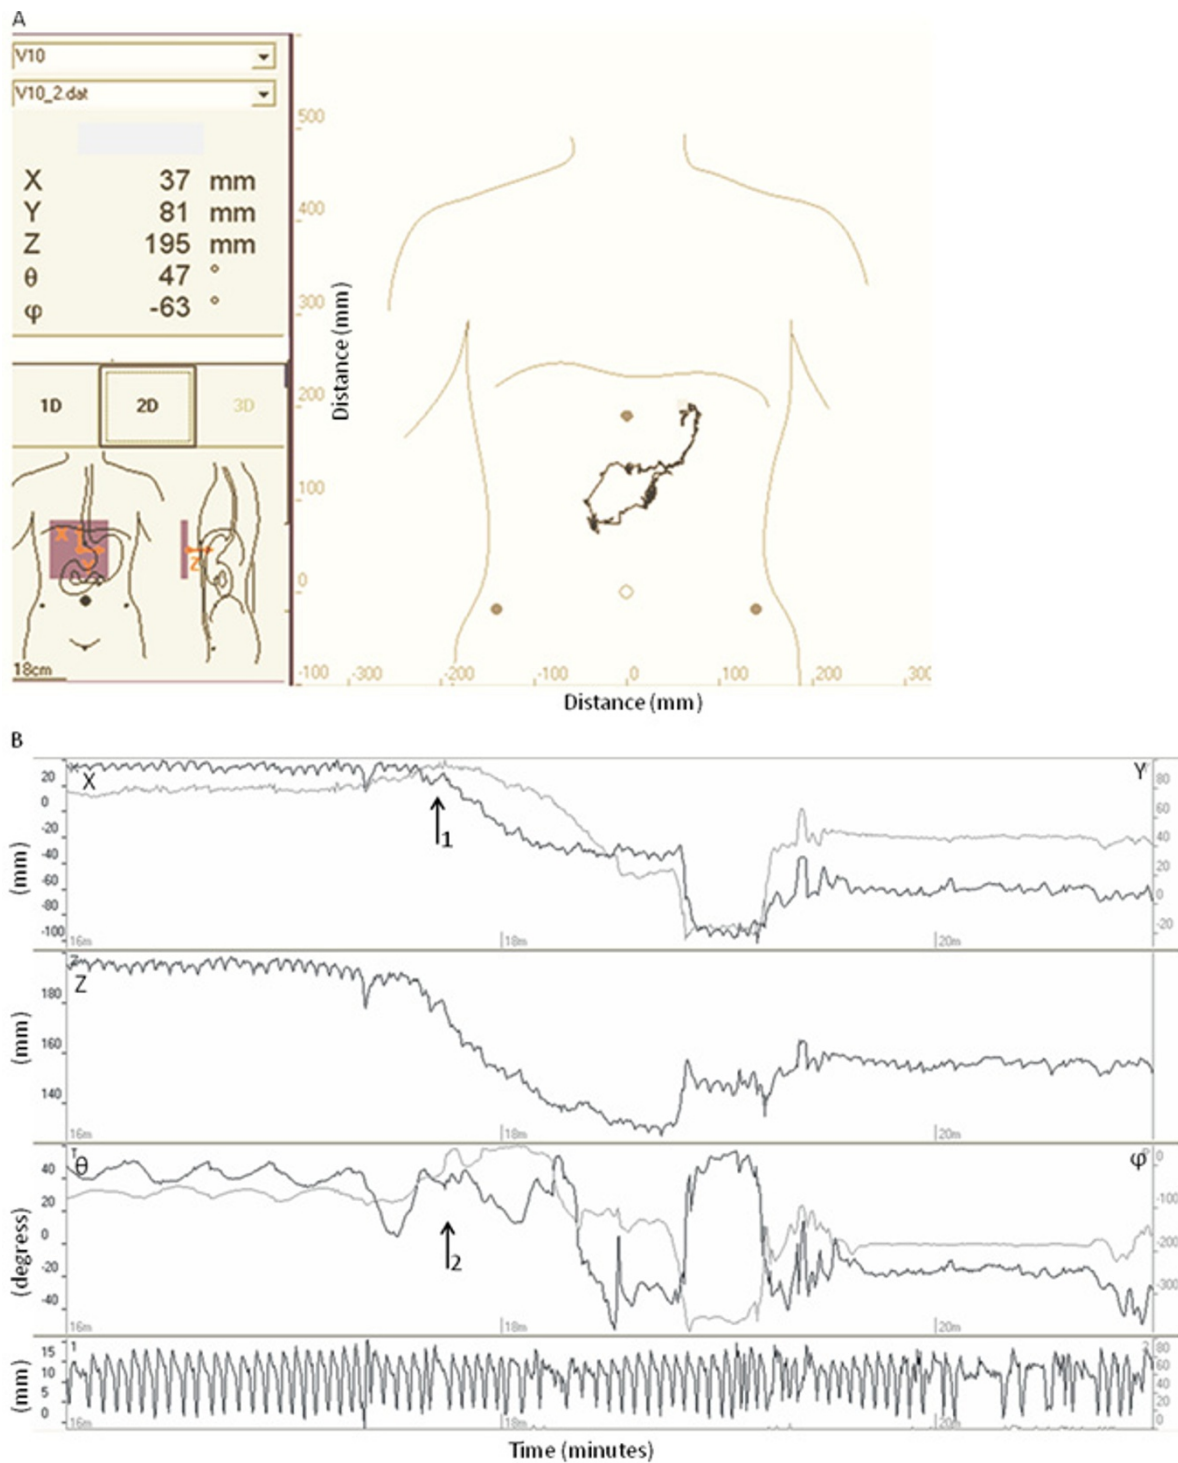 A
V10
V10_2.dat
X 37 mm
Y 81 mm
Z 195 mm
θ 47 °
φ -63 °
1D 2D 3D
X
Y
Z
18cm
500
400
300
200
100
0
-100
Distance (mm)
-300 -200 -100 0 100 200 300
Distance (mm)
B
X Y
20
0
-20
-40
-60
-80
-100
(mm)
80
60
40
20
0
-20
1
16m 18m 20m
Z
Z
180
160
140
(mm)
16m 18m 20m
θ φ
40
20
0
-20
-40
(degress)
0
-100
-200
-300
2
16m 18m 20m
15
10
5
0
(mm)
1
80
60
40
20
0
16m 18m 20m
Time (minutes)